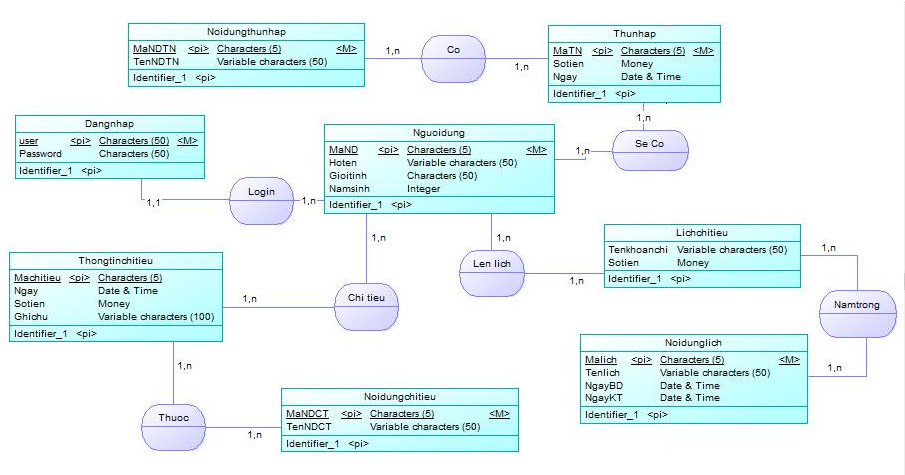 Noidungthunhap
MaNDTN <pi> Characters (5) <M>
TenNDTN Variable characters (50)
Identifier_1 <pi>
1,n
Co
1,n
Thunhap
MaTN <pi> Characters (5) <M>
Sotien Money
Ngay Date & Time
Identifier_1 <pi>
1,n
Se Co
1,n
Dangnhap
user <pi> Characters (50) <M>
Password Characters (50)
Identifier_1 <pi>
1,1
Login
1,n
Nguoidung
MaND <pi> Characters (5) <M>
Hoten Variable characters (50)
Gioitinh Characters (50)
Namsinh Integer
Identifier_1 <pi>
1,n
1,n
Len lich
1,n
Lichchitieu
Tenkhoanchi Variable characters (50)
Sotien Money
Identifier_1 <pi>
1,n
Namtrong
1,n
Thongtinchitieu
Machitieu <pi> Characters (5)
Ngay Date & Time
Sotien Money
Ghichu Variable characters (100)
Identifier_1 <pi>
1,n
Chi tieu
1,n
Thuoc
1,n
Noidungchitieu
MaNDCT <pi> Characters (5) <M>
TenNDCT Variable characters (50)
Identifier_1 <pi>
Noidunglich
Malich <pi> Characters (5) <M>
Tenlich Variable characters (50)
NgayBD Date & Time
NgayKT Date & Time
Identifier_1 <pi>